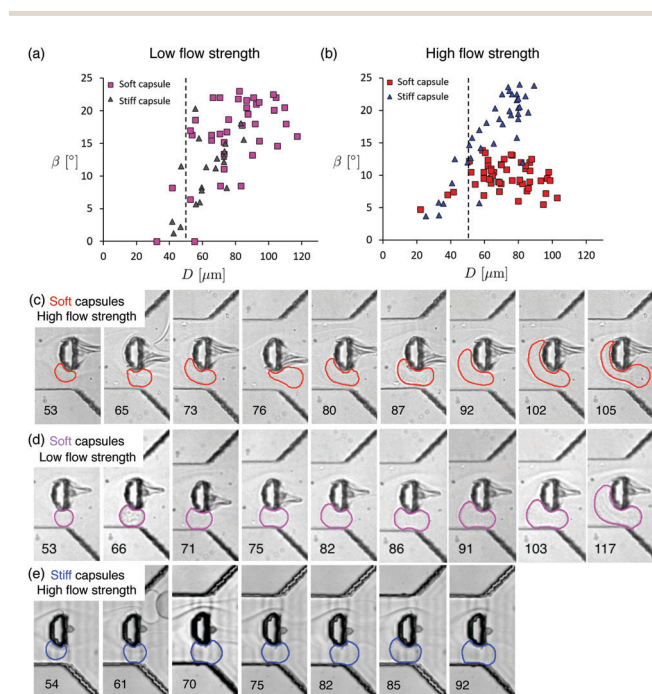 (a) Low flow strength
25
20
15
10
5
0
β [°]
Soft capsule
Stiff capsule
0 20 40 60 80 100 120
D [μm]
(b) High flow strength
25
20
15
10
5
0
β [°]
Soft capsule
Stiff capsule
0 20 40 60 80 100 120
D [μm]
(c) Soft capsules
High flow strength
53 65 73 76 80 87 92 102 105
(d) Soft capsules
Low flow strength
53 66 71 75 82 86 91 103 117
(e) Stiff capsules
High flow strength
54 61 70 75 82 85 92